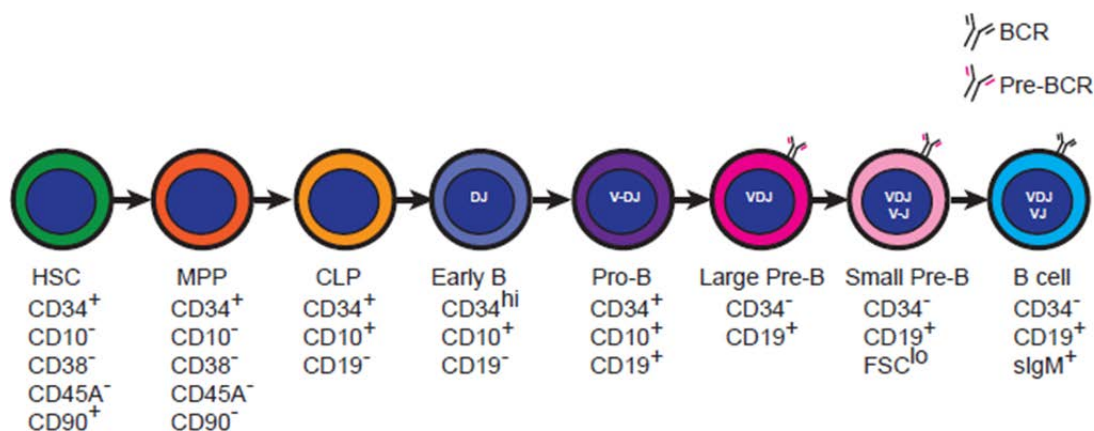 BCR
Pre-BCR
DJ
V-DJ
VDJ
VDJ
V-J
VDJ
VJ
HSC
CD34+
CD10-
CD38-
CD45A-
CD90+
MPP
CD34+
CD10-
CD38-
CD45A-
CD90-
CLP
CD34+
CD10+
CD19-
Early B
CD34hi
CD10+
CD19-
Pro-B
CD34+
CD10+
CD19+
Large Pre-B
CD34-
CD19+
Small Pre-B
CD34-
CD19+
FSClo
B cell
CD34-
CD19+
sIgM+